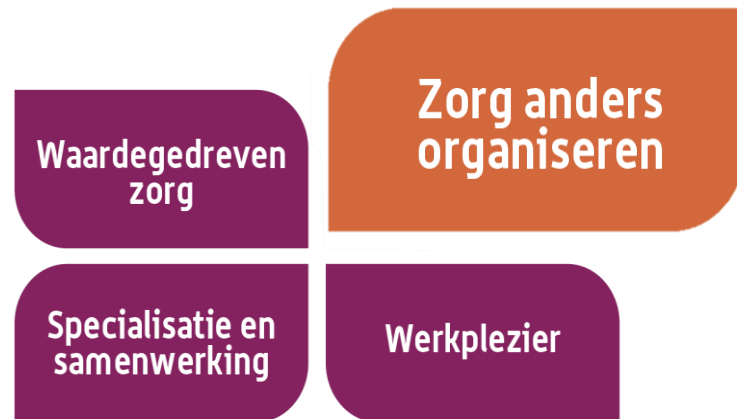 Zorg anders
organiseren
Waardegedreven
zorg
Specialisatie en
samenwerking
Werkplezier